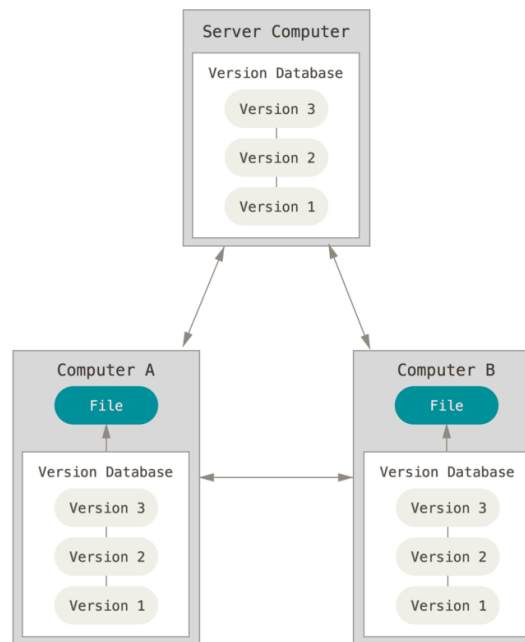 Server Computer
Version Database
Version 3
Version 2
Version 1
Computer A
File
Version Database
Version 3
Version 2
Version 1
Computer B
File
Version Database
Version 3
Version 2
Version 1